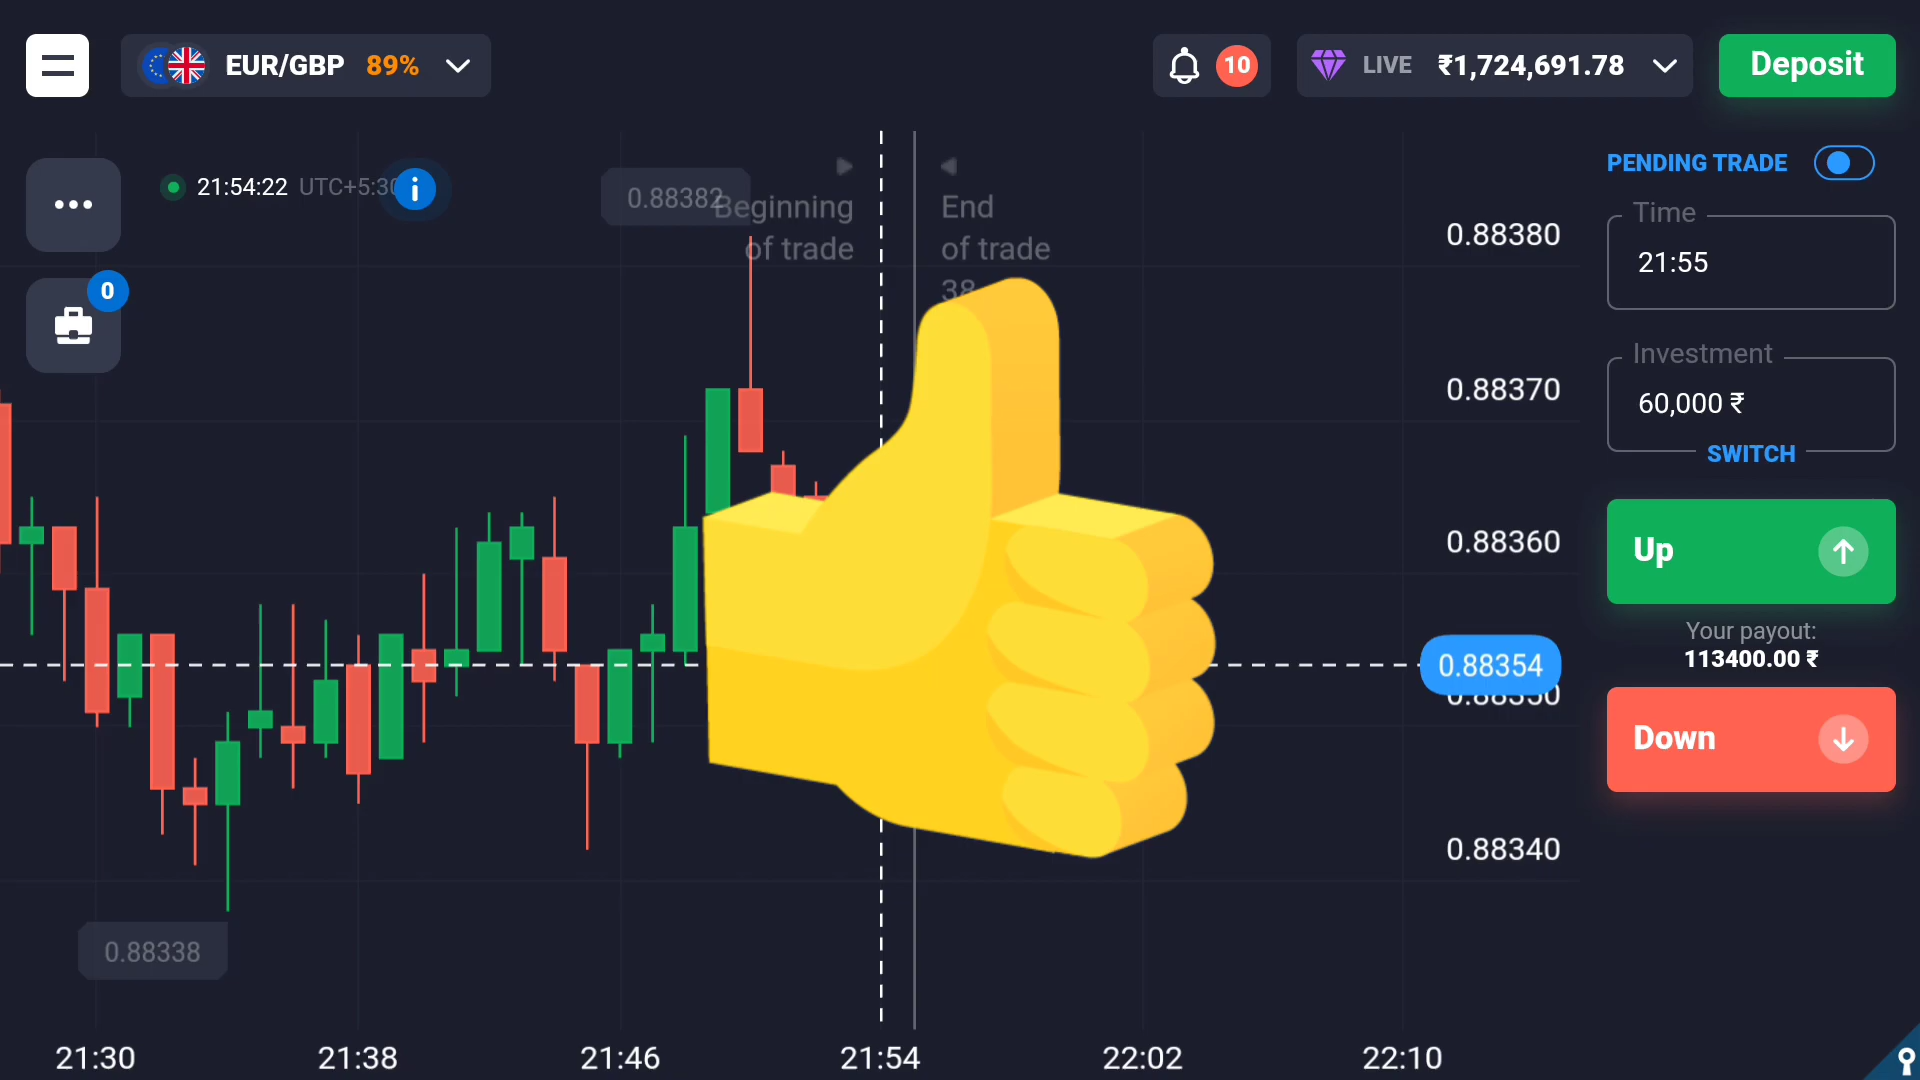 EUR/GBP 89%
10
LIVE ₹1,724,691.78
Deposit
21:54:22 UTC+5:30
0.88382
Beginning
of trade
End
of trade
38
0
PENDING TRADE
Time
21:55
Investment
60,000 ₹
SWITCH
Up
Your payout:
113400.00 ₹
Down
0.88380
0.88370
0.88360
0.88354
0.88350
0.88340
0.88338
21:30
21:38
21:46
21:54
22:02
22:10